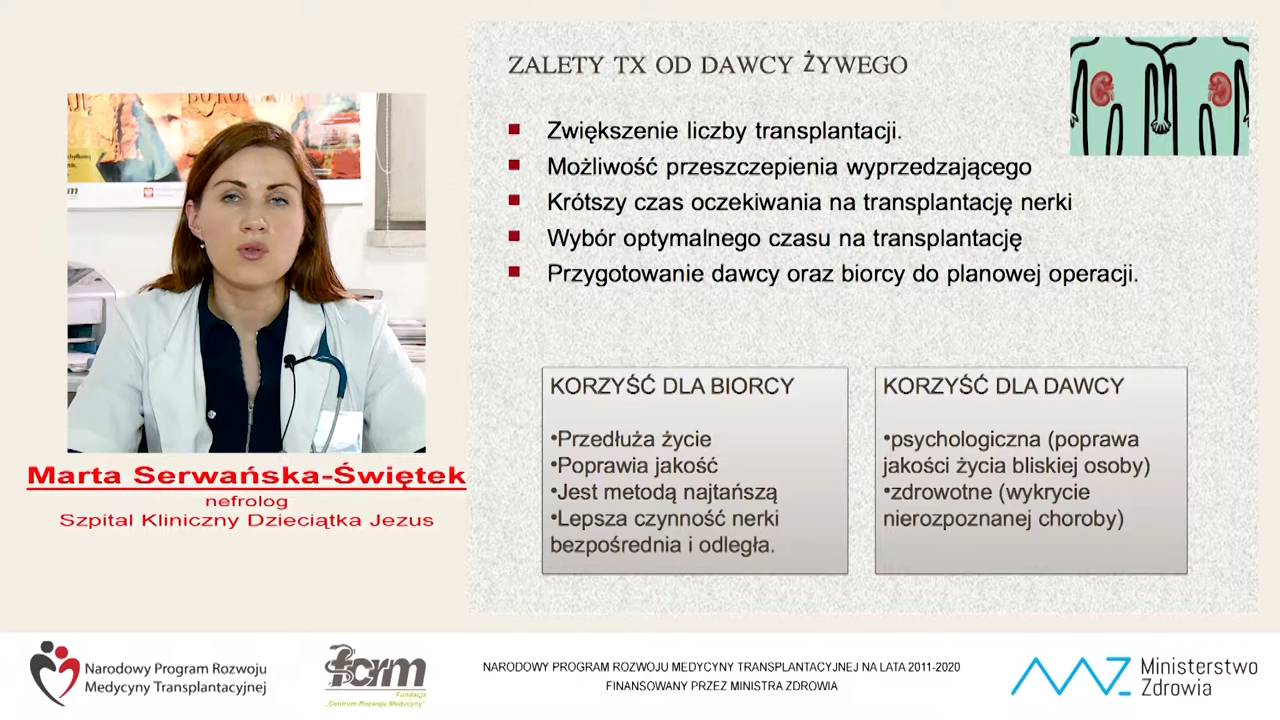 ZALETY TX OD DAWCY ŻYWEGO
Zwiększenie liczby transplantacji.
Możliwość przeszczepienia wyprzedzającego
Krótszy czas oczekiwania na transplantację nerki
Wybór optymalnego czasu na transplantację
Przygotowanie dawcy oraz biorcy do planowej operacji.
KORZYŚĆ DLA BIORCY
•Przedłuża życie
•Poprawia jakość
•Jest metodą najtańszą
•Lepsza czynność nerki
bezpośrednia i odległa.
KORZYŚĆ DLA DAWCY
•psychologiczna (poprawa
jakości życia bliskiej osoby)
•zdrowotne (wykrycie
nierozpoznanej choroby)
Marta Serwańska-Świętek
nefrolog
Szpital Kliniczny Dzieciątka Jezus
Narodowy Program Rozwoju
Medycyny Transplantacyjnej
fcrm
Fundacja
„Centrum Rozwoju Medycyny"
NARODOWY PROGRAM ROZWOJU MEDYCYNY TRANSPLANTACYJNEJ NA LATA 2011-2020
FINANSOWANY PRZEZ MINISTRA ZDROWIA
Ministerstwo
Zdrowia